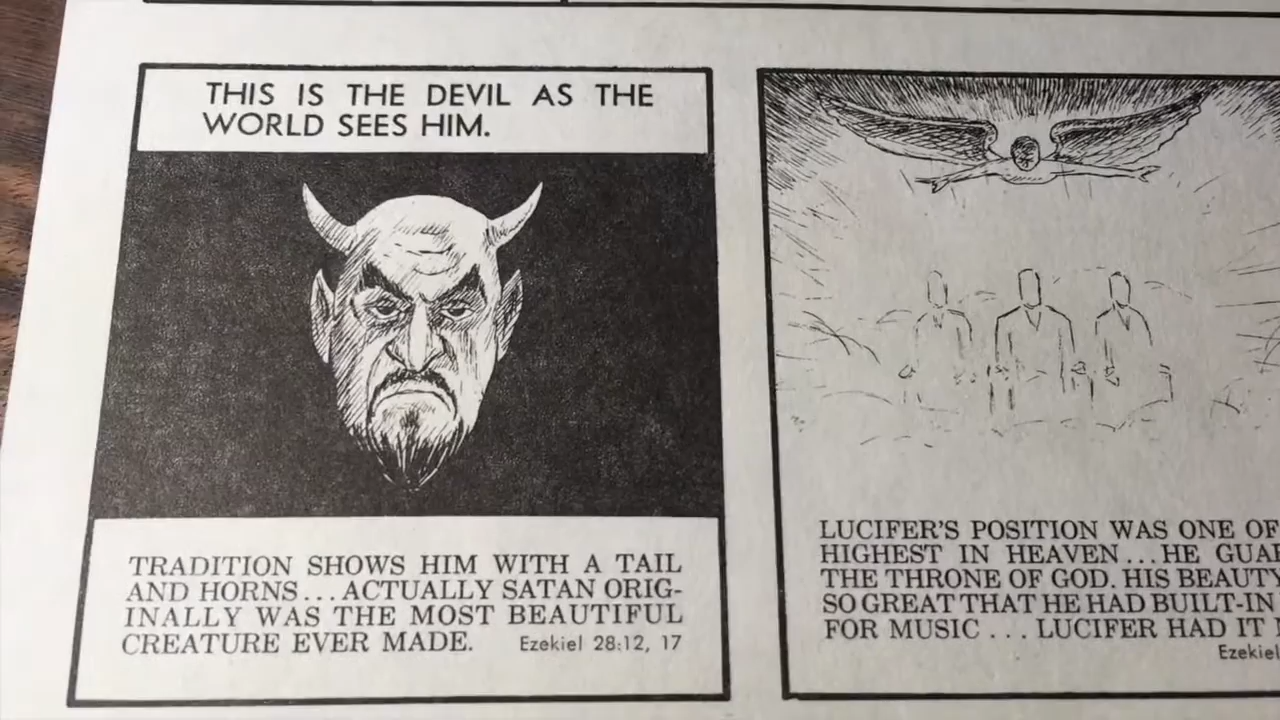 THIS IS THE DEVIL AS THE
WORLD SEES HIM.
TRADITION SHOWS HIM WITH A TAIL
AND HORNS...ACTUALLY SATAN ORIG-
INALLY WAS THE MOST BEAUTIFUL
CREATURE EVER MADE. Ezekiel 28:12, 17
LUCIFER'S POSITION WAS ONE OF
HIGHEST IN HEAVEN...HE
THE THRONE OF GOD. HIS BEAUTY
SO GREAT THAT HE HAD BUILT-IN
FOR MUSIC ... LUCIFER HAD IT
Ezekiel